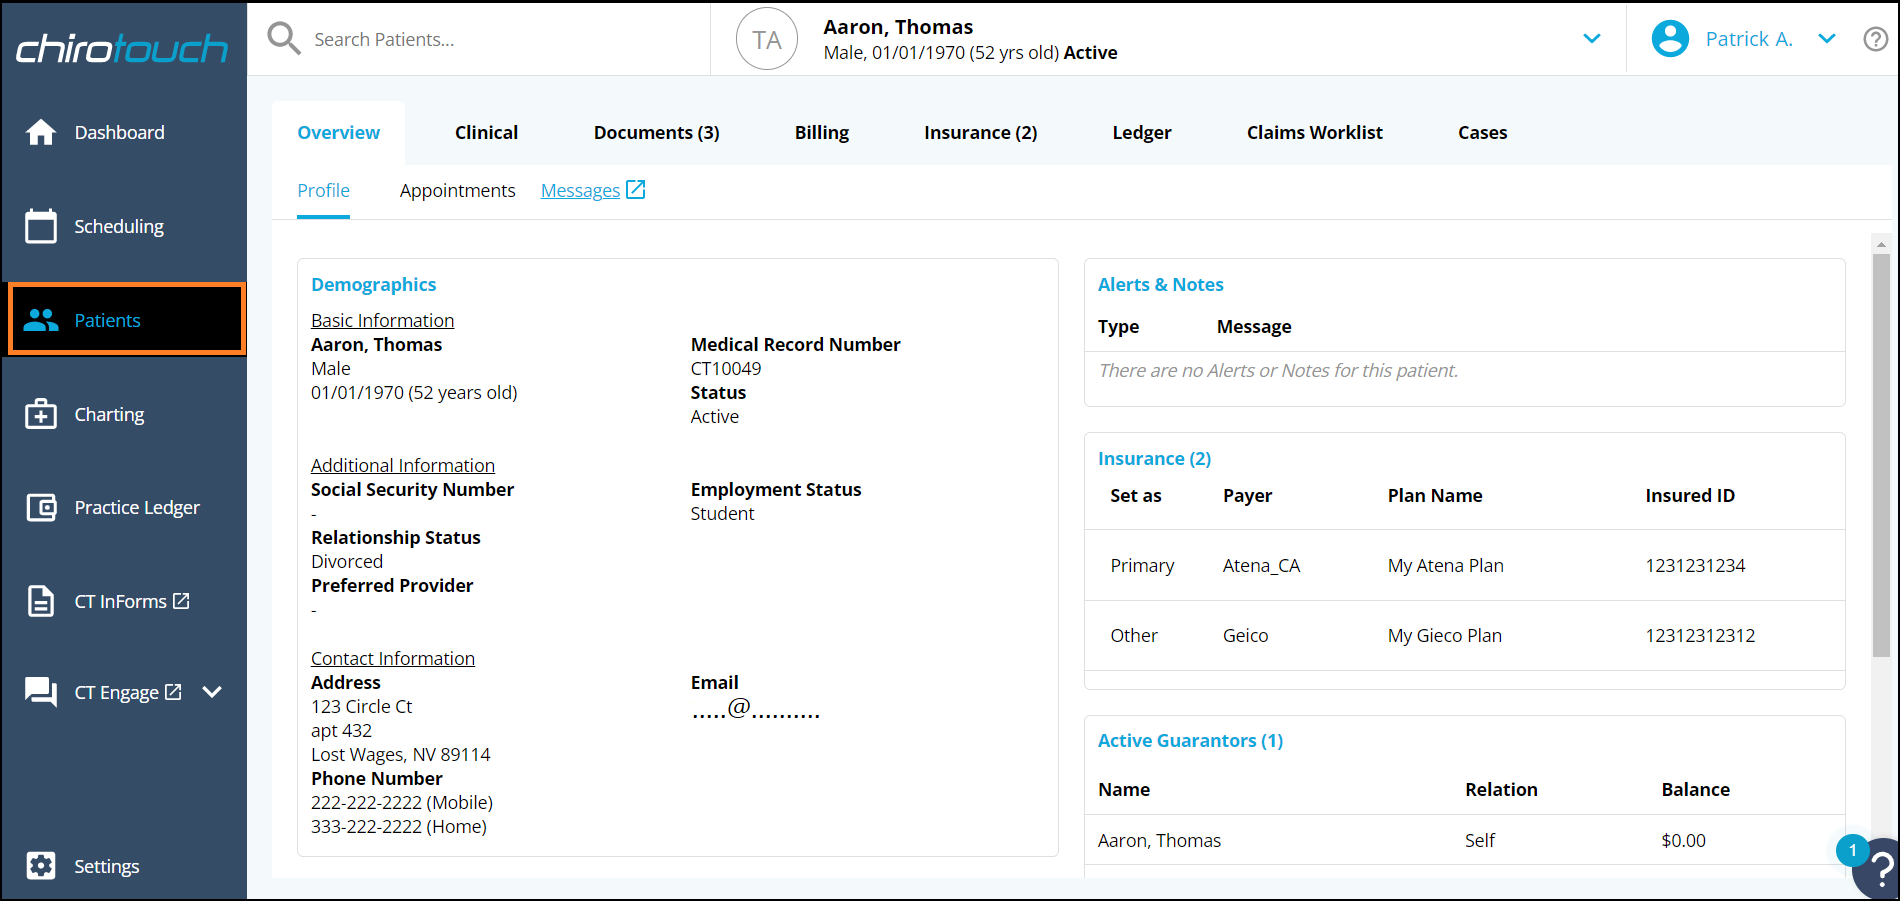 chirotouch
Search Patients...
TA
Aaron, Thomas
Male, 01/01/1970 (52 yrs old) Active
Patrick A.
?
Dashboard
Scheduling
Patients
Charting
Practice Ledger
CT InForms
CT Engage
Settings
Overview Clinical Documents (3) Billing Insurance (2) Ledger Claims Worklist Cases
Profile Appointments Messages
Demographics
Basic Information
Aaron, Thomas
Male
01/01/1970 (52 years old)
Medical Record Number
CT10049
Status
Active
Additional Information
Social Security Number
-
Relationship Status
Divorced
Preferred Provider
-
Employment Status
Student
Contact Information
Address
123 Circle Ct
apt 432
Lost Wages, NV 89114
Phone Number
222-222-2222 (Mobile)
333-222-2222 (Home)
Email
.....@..........
Alerts & Notes
Type Message
There are no Alerts or Notes for this patient.
Insurance (2)
Set as Payer Plan Name Insured ID
Primary Atena_CA My Atena Plan 1231231234
Other Geico My Gieco Plan 12312312312
Active Guarantors (1)
Name Relation Balance
Aaron, Thomas Self $0.00
1
?